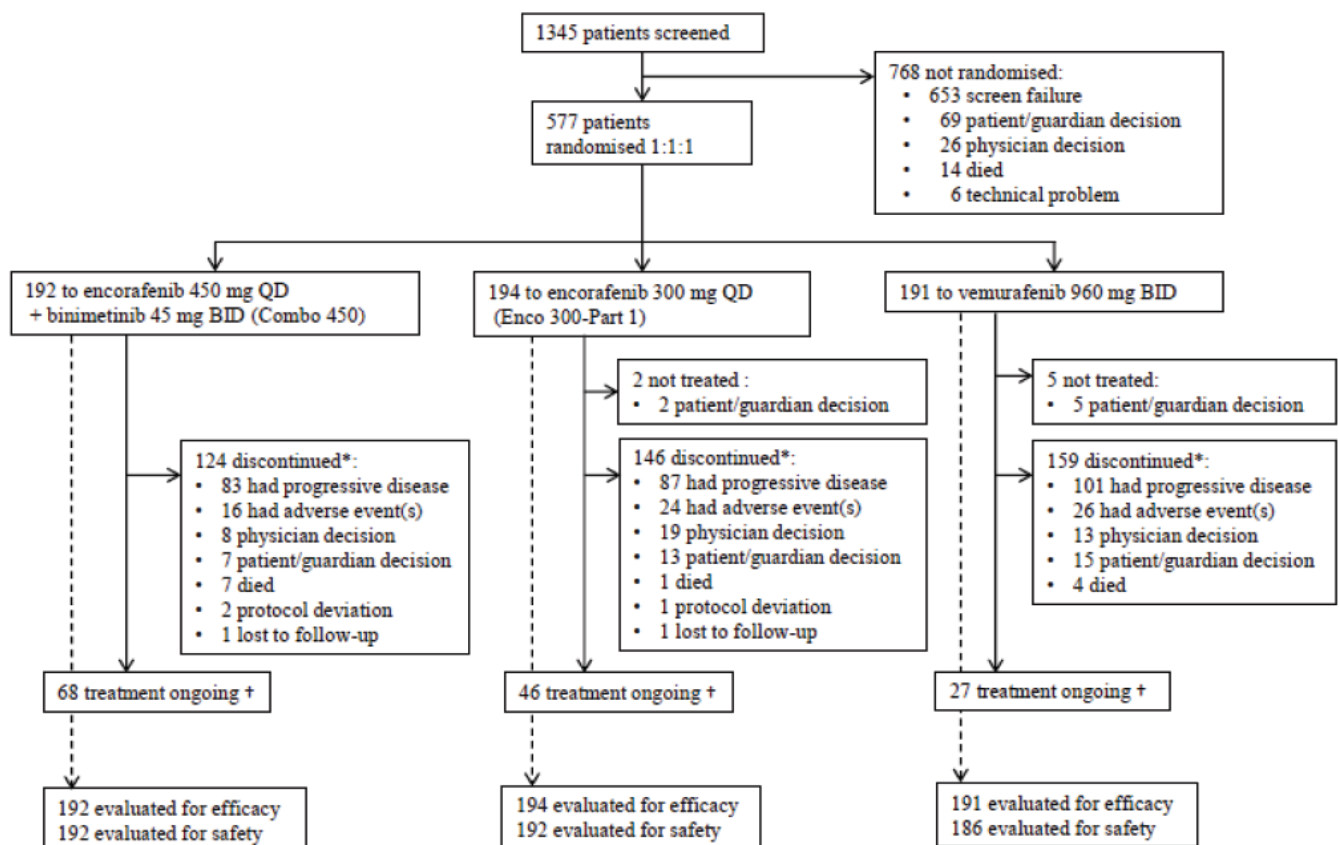 1345 patients screened
768 not randomised:
• 653 screen failure
• 69 patient/guardian decision
• 26 physician decision
• 14 died
• 6 technical problem
577 patients
randomised 1:1:1
192 to encorafenib 450 mg QD
+ binimetinib 45 mg BID (Combo 450)
194 to encorafenib 300 mg QD
(Enco 300-Part 1)
191 to vemurafenib 960 mg BID
2 not treated :
• 2 patient/guardian decision
5 not treated:
• 5 patient/guardian decision
124 discontinued*:
• 83 had progressive disease
• 16 had adverse event(s)
• 8 physician decision
• 7 patient/guardian decision
• 7 died
• 2 protocol deviation
• 1 lost to follow-up
146 discontinued*:
• 87 had progressive disease
• 24 had adverse event(s)
• 19 physician decision
• 13 patient/guardian decision
• 1 died
• 1 protocol deviation
• 1 lost to follow-up
159 discontinued*:
• 101 had progressive disease
• 26 had adverse event(s)
• 13 physician decision
• 15 patient/guardian decision
• 4 died
68 treatment ongoing †
46 treatment ongoing †
27 treatment ongoing †
192 evaluated for efficacy
192 evaluated for safety
194 evaluated for efficacy
192 evaluated for safety
191 evaluated for efficacy
186 evaluated for safety